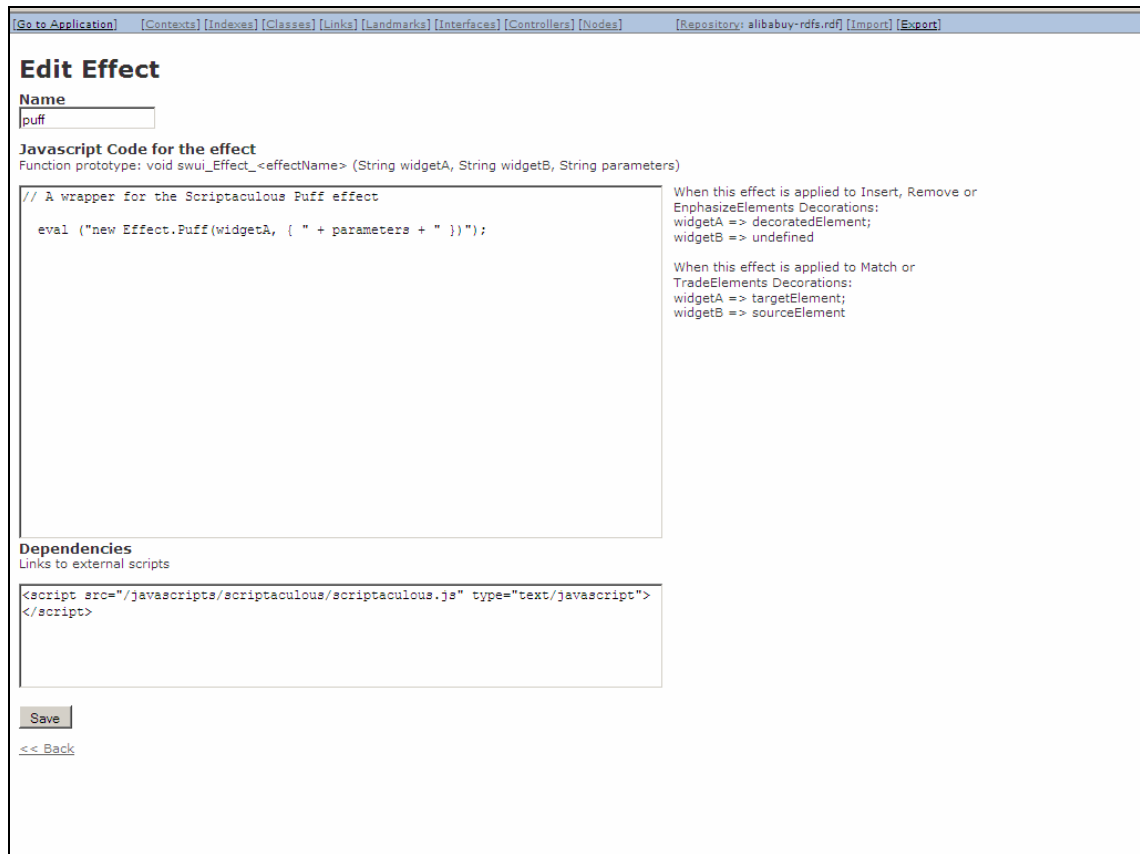 [Go to Application] [Contexts] [Indexes] [Classes] [Links] [Landmarks] [Interfaces] [Controllers] [Nodes] [Repository: alibabuy-rdfs.rdf] [Import] [Export]
Edit Effect
Name
puff
Javascript Code for the effect
Function prototype: void swui_Effect_<effectName> (String widgetA, String widgetB, String parameters)
// A wrapper for the Scriptaculous Puff effect
eval ("new Effect.Puff(widgetA, { " + parameters + " })");
When this effect is applied to Insert, Remove or
EnphasizeElements Decorations:
widgetA => decoratedElement;
widgetB => undefined
When this effect is applied to Match or
TradeElements Decorations:
widgetA => targetElement;
widgetB => sourceElement
Dependencies
Links to external scripts
<script src="/javascripts/scriptaculous/scriptaculous.js" type="text/javascript">
</script>
Save
<< Back